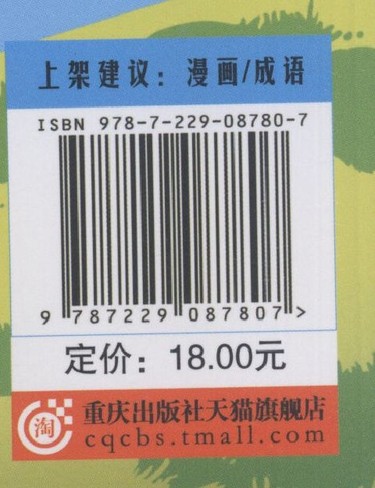 上架建议：漫画/成语
ISBN 978-7-229-08780-7
9 787229 087807 >
定价：18.00元
淘 重庆出版社天猫旗舰店
cqcbs.tmall.com